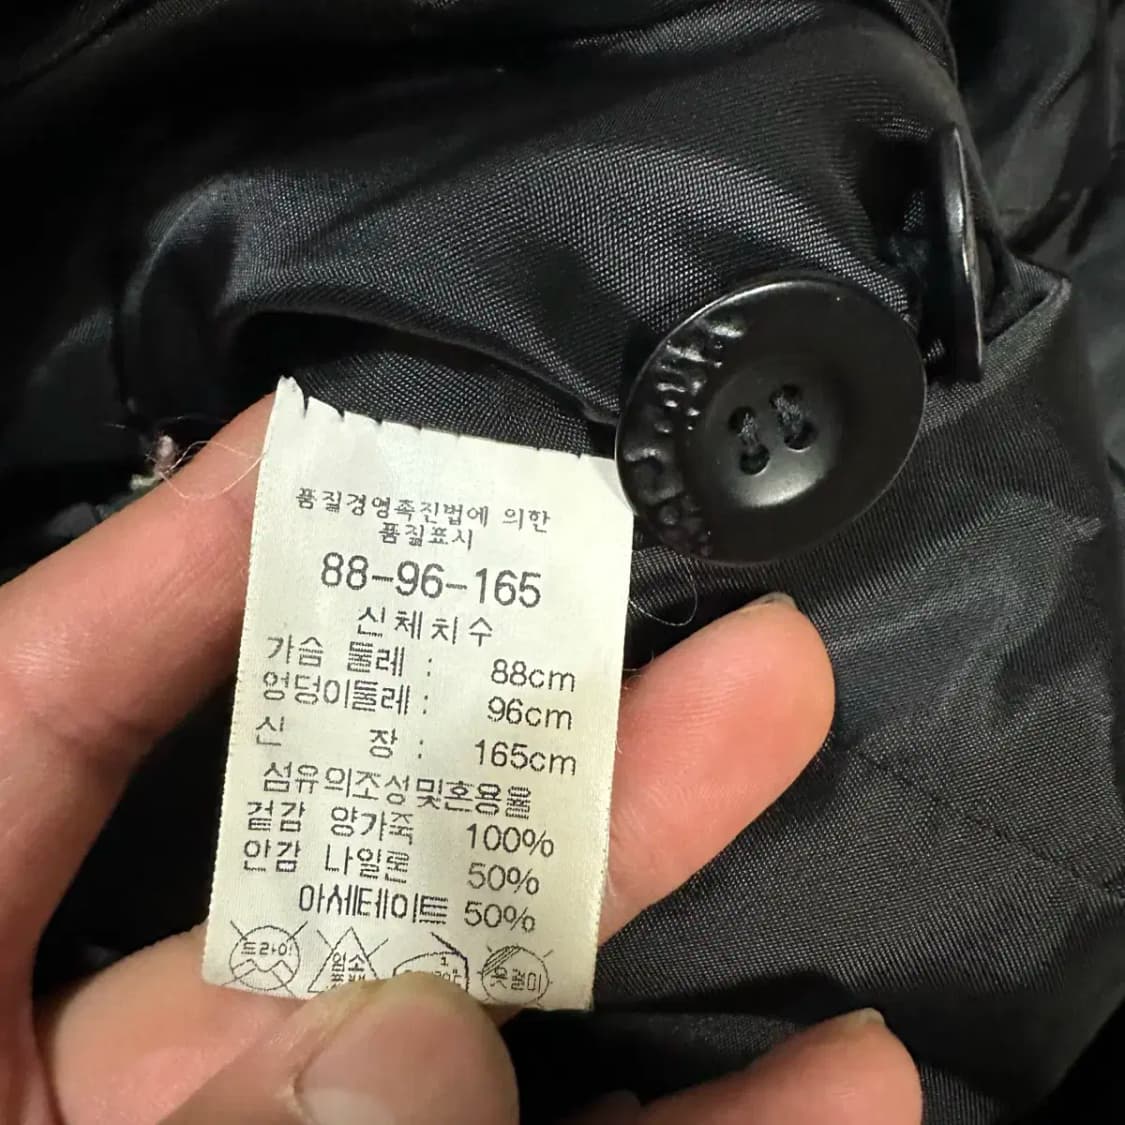 품질경영촉진법에 의한
품질표시
88-96-165
신체치수
가슴 둘레 : 88cm
엉덩이둘레 : 96cm
신 장 : 165cm
섬유의조성및혼용율
겉감 양가죽 100%
안감 나일론 50%
아세테이트 50%
드라이
옷걸이